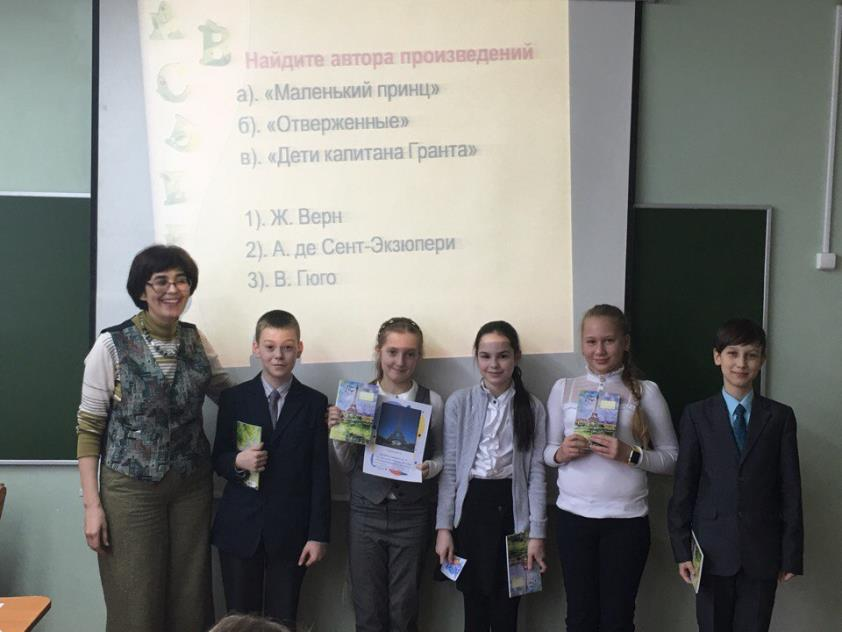 Найдите автора произведений
а). «Маленький принц»
б). «Отверженные»
в). «Дети капитана Гранта»
1). Ж. Верн
2). А. де Сент-Экзюпери
3). В. Гюго